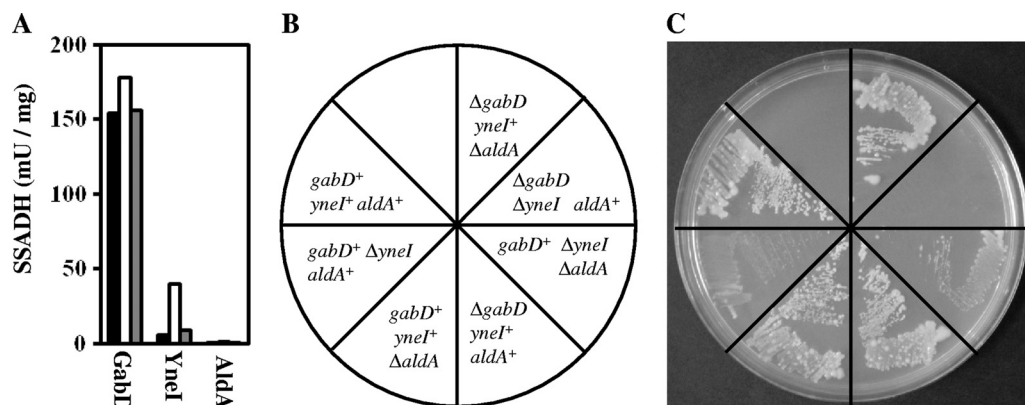 A
B
C
SSADH (mU / mg)
200
150
100
50
0
GabD
YneI
AldA
ΔgabD
yneI⁺
ΔaldA
ΔgabD
ΔyneI aldA⁺
gabD⁺ ΔyneI
ΔaldA
ΔgabD
yneI⁺
aldA⁺
gabD⁺
yneI⁺
ΔaldA
gabD⁺ ΔyneI
aldA⁺
gabD⁺
yneI⁺ aldA⁺